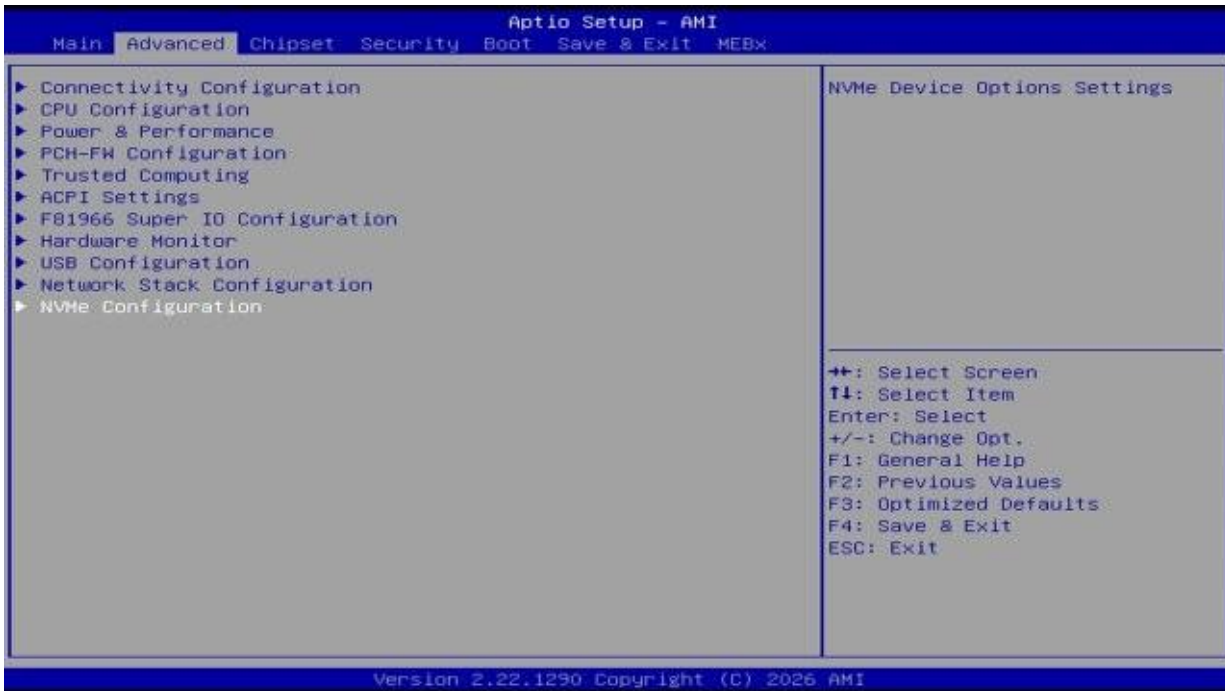 Aptio Setup - AMI
Main Advanced Chipset Security Boot Save & Exit MEBx
► Connectivity Configuration
► CPU Configuration
► Power & Performance
► PCH-FW Configuration
► Trusted Computing
► ACPI Settings
► F81966 Super IO Configuration
► Hardware Monitor
► USB Configuration
► Network Stack Configuration
► NVMe Configuration
NVMe Device Options Settings
→←: Select Screen
↑↓: Select Item
Enter: Select
+/-: Change Opt.
F1: General Help
F2: Previous Values
F3: Optimized Defaults
F4: Save & Exit
ESC: Exit
Version 2.22.1290 Copyright (C) 2026 AMI